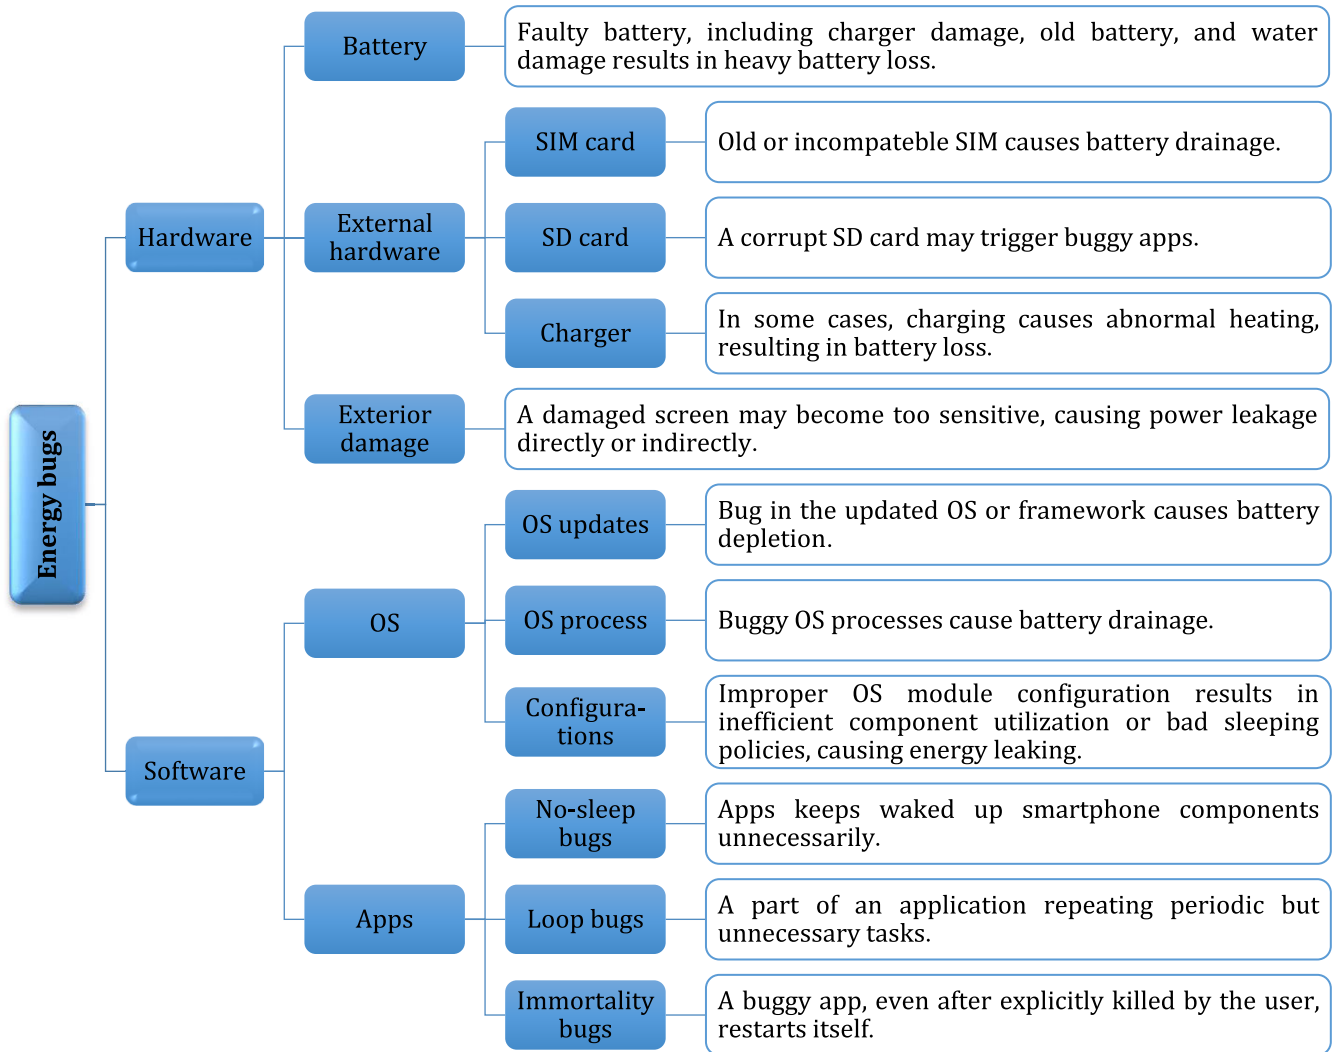 Battery
Faulty battery, including charger damage, old battery, and water
damage results in heavy battery loss.
SIM card
Old or incompateble SIM causes battery drainage.
Hardware
External
hardware
SD card
A corrupt SD card may trigger buggy apps.
Charger
In some cases, charging causes abnormal heating,
resulting in battery loss.
Exterior
damage
A damaged screen may become too sensitive, causing power leakage
directly or indirectly.
Energy bugs
OS updates
Bug in the updated OS or framework causes battery
depletion.
OS
OS process
Buggy OS processes cause battery drainage.
Configura-
tions
Improper OS module configuration results in
inefficient component utilization or bad sleeping
policies, causing energy leaking.
Software
No-sleep
bugs
Apps keeps waked up smartphone components
unnecessarily.
Apps
Loop bugs
A part of an application repeating periodic but
unnecessary tasks.
Immortality
bugs
A buggy app, even after explicitly killed by the user,
restarts itself.